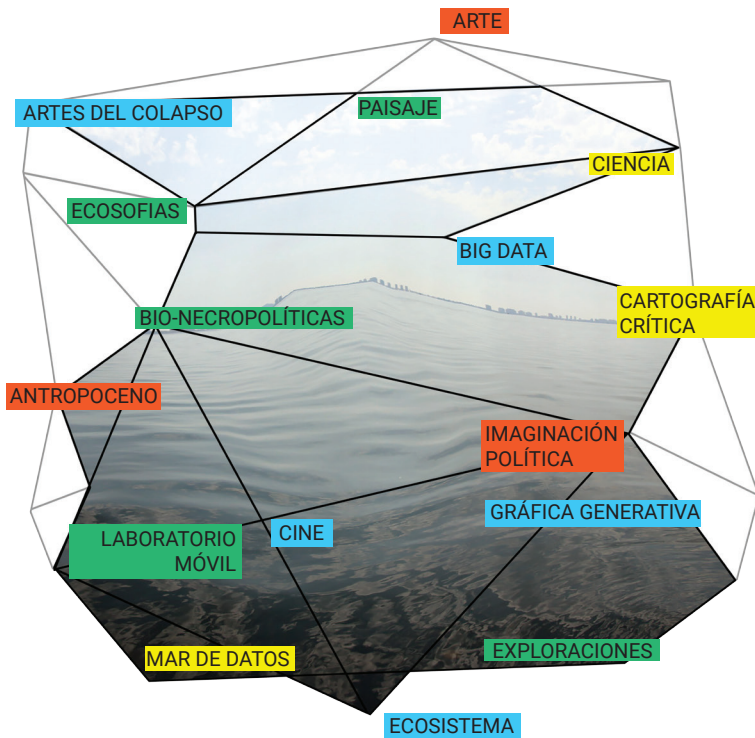 ARTE
ARTES DEL COLAPSO
PAISAJE
CIENCIA
ECOSOFIAS
BIG DATA
CARTOGRAFÍA
CRÍTICA
BIO-NECROPOLÍTICAS
ANTROPOCENO
IMAGINACIÓN
POLÍTICA
GRÁFICA GENERATIVA
LABORATORIO
MÓVIL
CINE
MAR DE DATOS
EXPLORACIONES
ECOSISTEMA